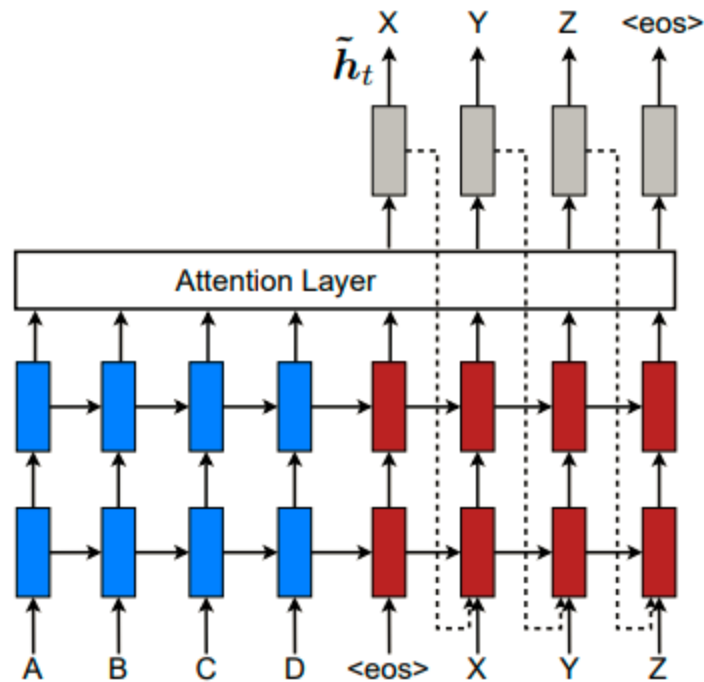 X Y Z <eos>
h̃t
Attention Layer
A B C D <eos> X Y Z